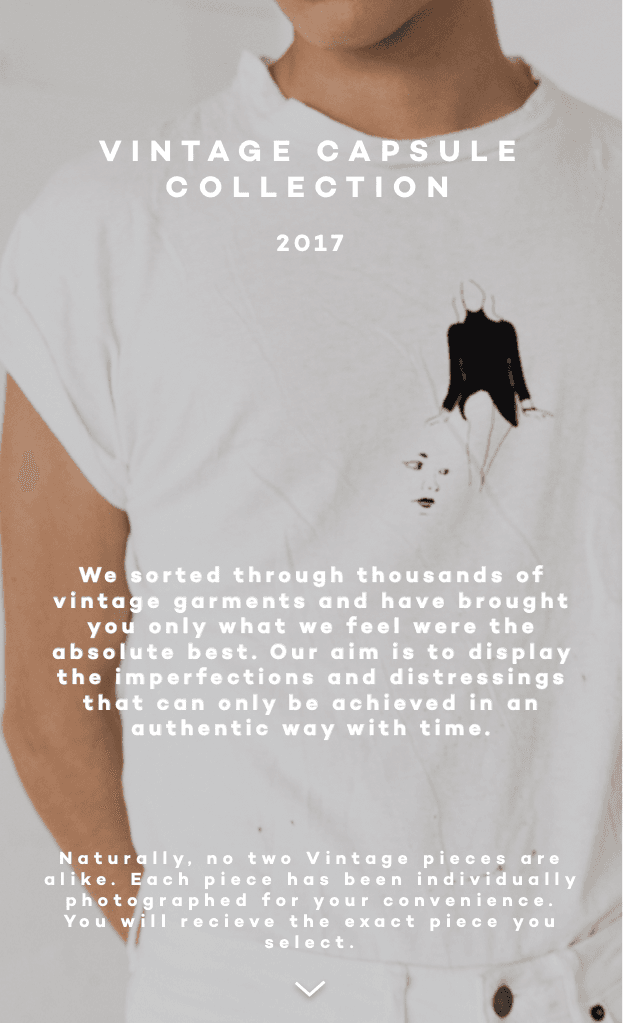 VINTAGE CAPSULE
COLLECTION
2017
We sorted through thousands of
vintage garments and have brought
you only what we feel were the
absolute best. Our aim is to display
the imperfections and distressings
that can only be achieved in an
authentic way with time.
Naturally, no two Vintage pieces are
alike. Each piece has been individually
photographed for your convenience.
You will recieve the exact piece you
select.